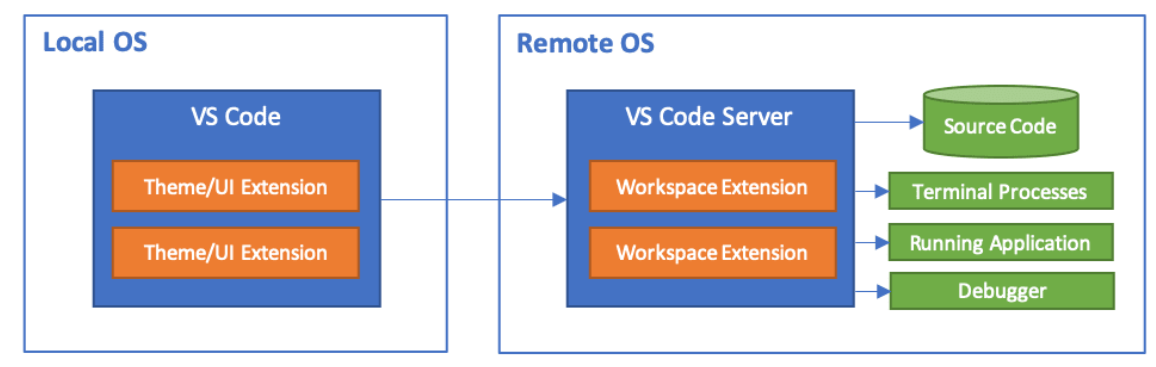 Local OS
VS Code
Theme/UI Extension
Theme/UI Extension
Remote OS
VS Code Server
Workspace Extension
Workspace Extension
Source Code
Terminal Processes
Running Application
Debugger